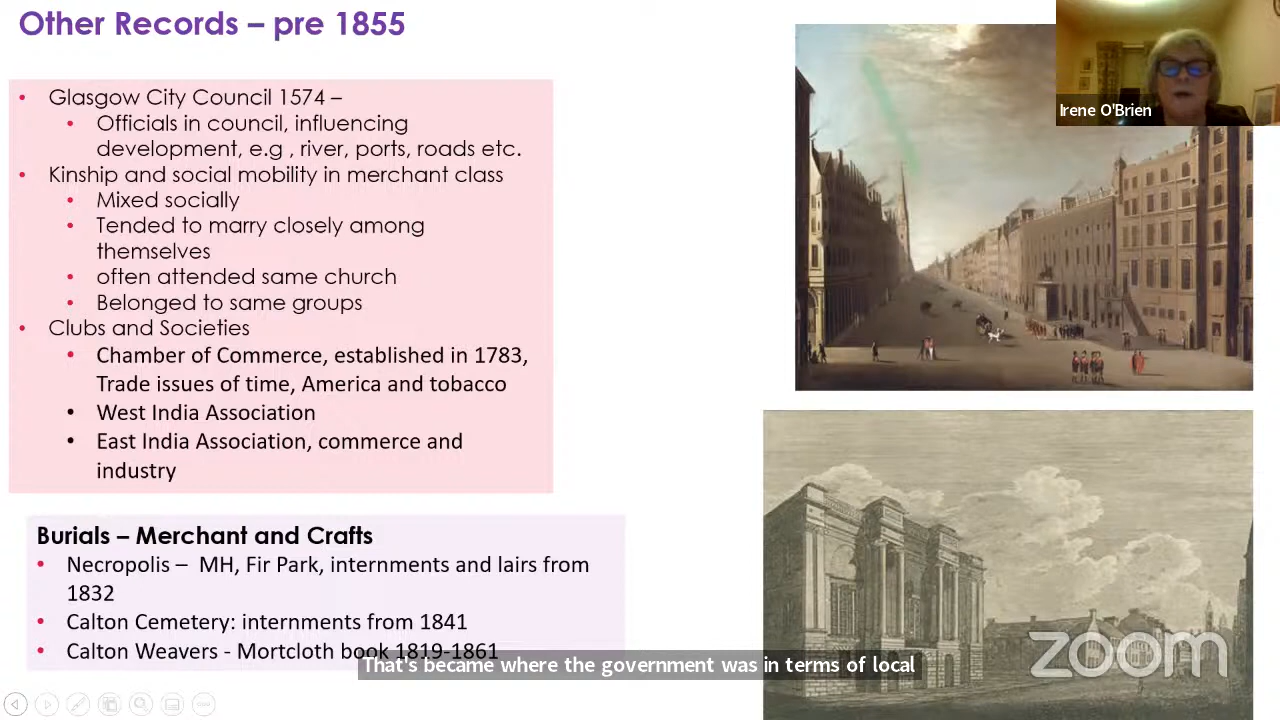 Other Records – pre 1855
Irene O'Brien
• Glasgow City Council 1574 –
• Officials in council, influencing
development, e.g , river, ports, roads etc.
• Kinship and social mobility in merchant class
• Mixed socially
• Tended to marry closely among
themselves
• often attended same church
• Belonged to same groups
• Clubs and Societies
• Chamber of Commerce, established in 1783,
Trade issues of time, America and tobacco
• West India Association
• East India Association, commerce and
industry
Burials – Merchant and Crafts
• Necropolis – MH, Fir Park, internments and lairs from
1832
• Calton Cemetery: internments from 1841
• Calton Weavers - Mortcloth book 1819-1861
That's became where the government was in terms of local
zoom